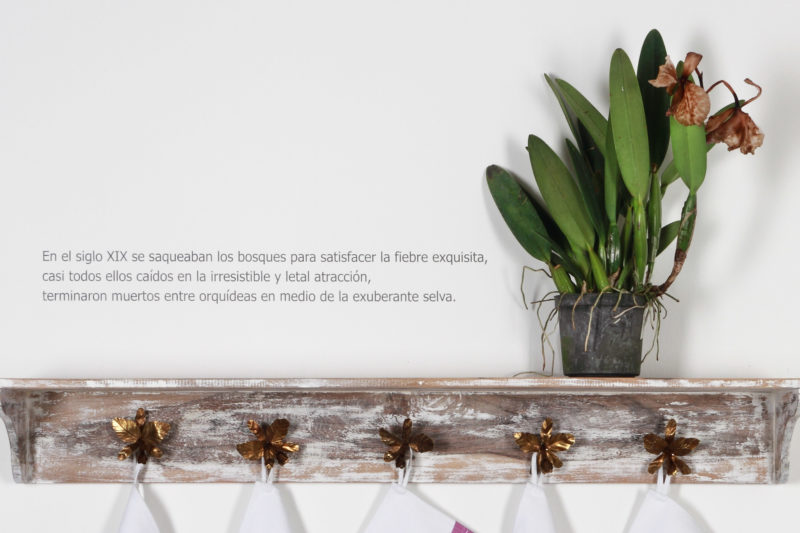 En el siglo XIX se saqueaban los bosques para satisfacer la fiebre exquisita,
casi todos ellos caídos en la irresistible y letal atracción,
terminaron muertos entre orquídeas en medio de la exuberante selva.